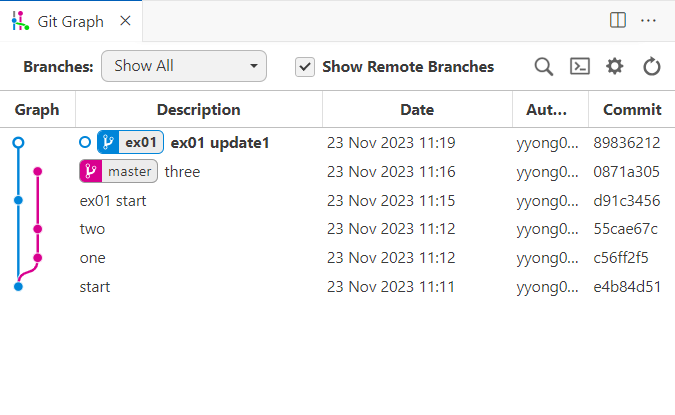 Git Graph
Branches: Show All Show Remote Branches
Graph Description Date Aut... Commit
ex01 ex01 update1 23 Nov 2023 11:19 yyong0... 89836212
master three 23 Nov 2023 11:16 yyong0... 0871a305
ex01 start 23 Nov 2023 11:15 yyong0... d91c3456
two 23 Nov 2023 11:12 yyong0... 55cae67c
one 23 Nov 2023 11:12 yyong0... c56ff2f5
start 23 Nov 2023 11:11 yyong0... e4b84d51